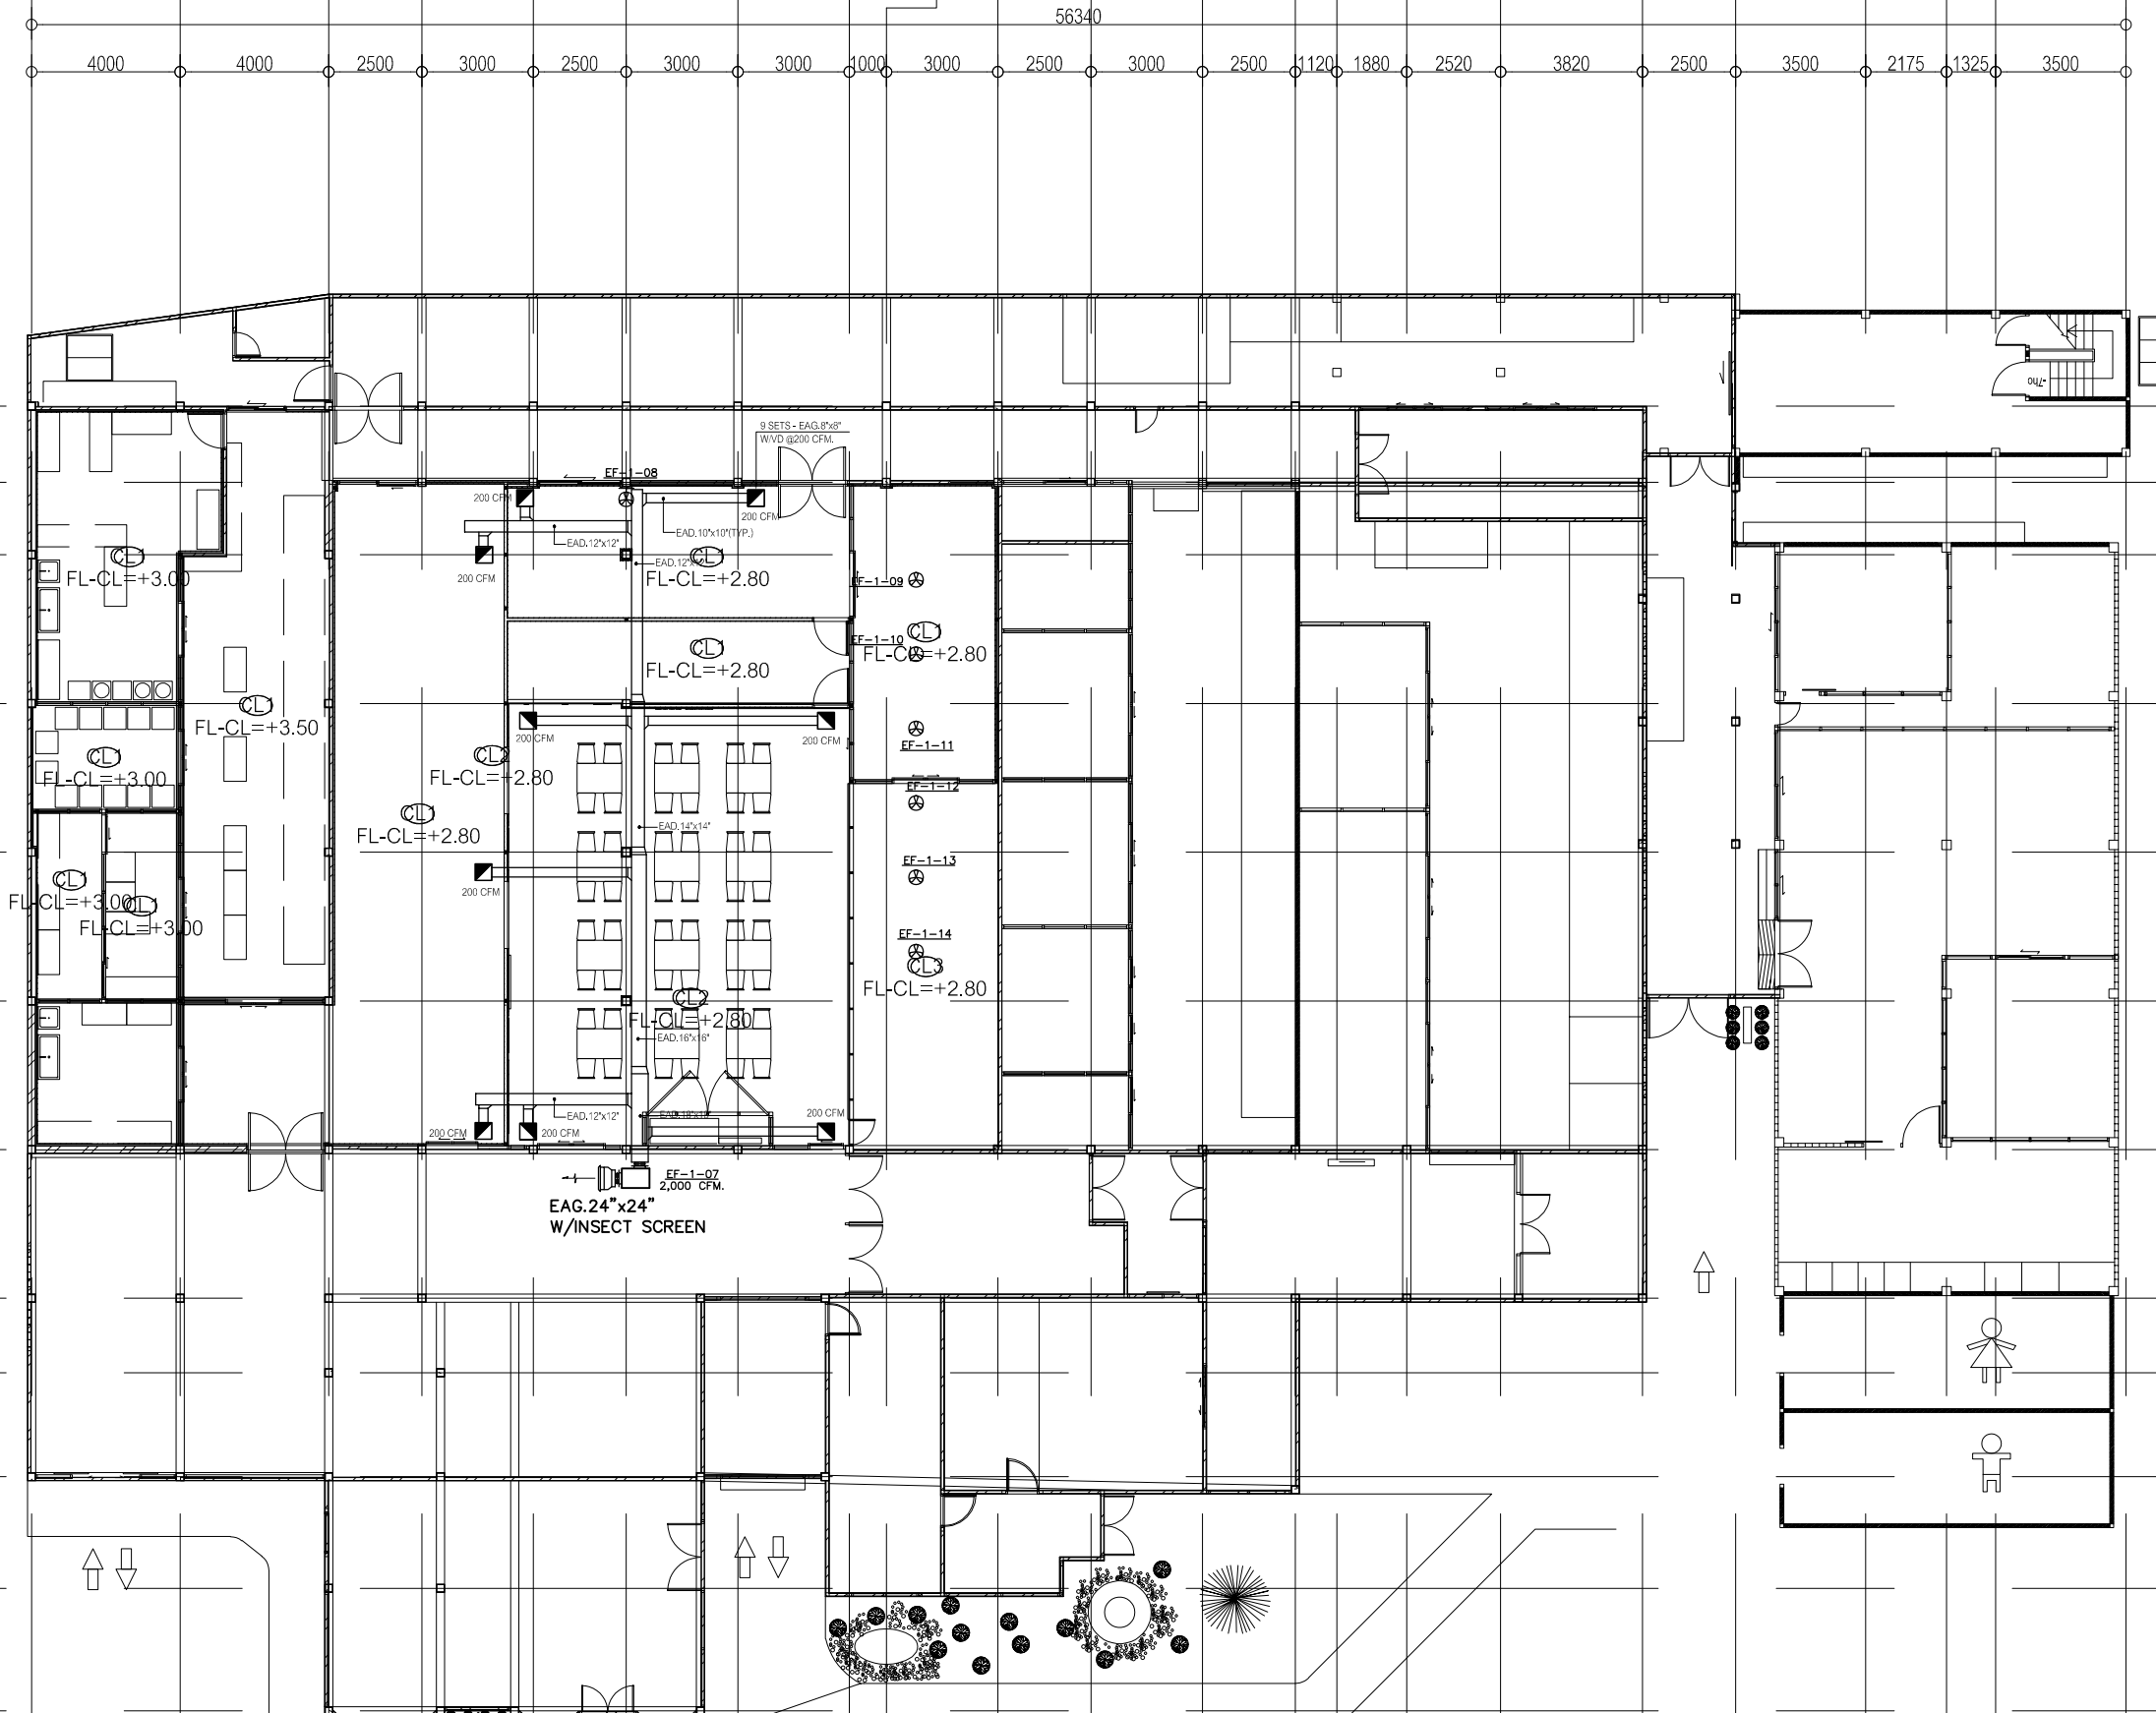 56340
4000 4000 2500 3000 2500 3000 3000 1000 3000 2500 3000 2500 1120 1880 2520 3820 2500 3500 2175 1325 3500
9 SETS - EAG.8"x8"
W/VD @200 CFM.
EF-1-08
200 CFM
200 CFM
EAD.10"x10"(TYP.)
EAD.12"x12"
200 CFM
CL1
FL-CL=+3.00
CL1
FL-CL=+2.80
EF-1-09
EF-1-10
CL1
FL-CL=+2.80
CL1
FL-CL=+2.80
CL1
FL-CL=+3.50
200 CFM
200 CFM
EF-1-11
CL1
FL-CL=+3.00
CL2
FL-CL=+2.80
EF-1-12
CL1
FL-CL=+2.80
EAD.14"x14"
EF-1-13
200 CFM
CL1
FL-CL=+3.00
CL1
FL-CL=+3.00
EF-1-14
CL3
FL-CL=+2.80
CL2
FL-CL=+2.80
EAD.16"x16"
EAD.12"x12"
200 CFM
200 CFM
200 CFM
EF-1-07
2,000 CFM.
EAG.24"x24"
W/INSECT SCREEN